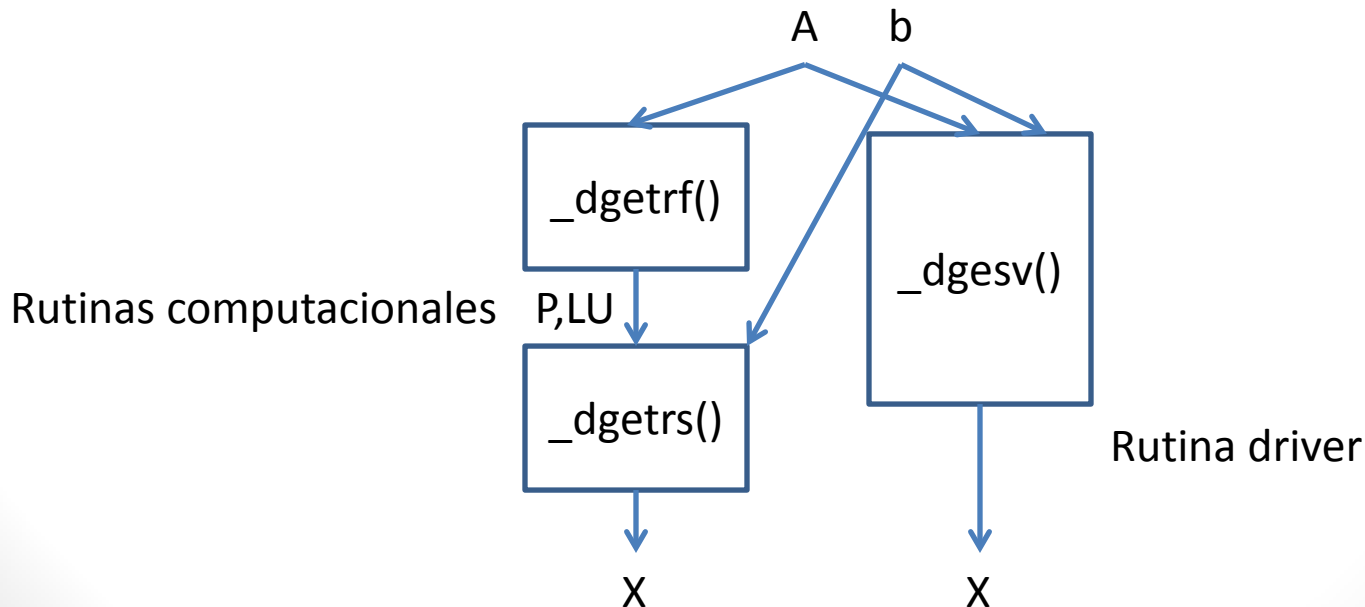 A b
_dgetrf()
_dgesv()
Rutinas computacionales P,LU
_dgetrs()
Rutina driver
X X